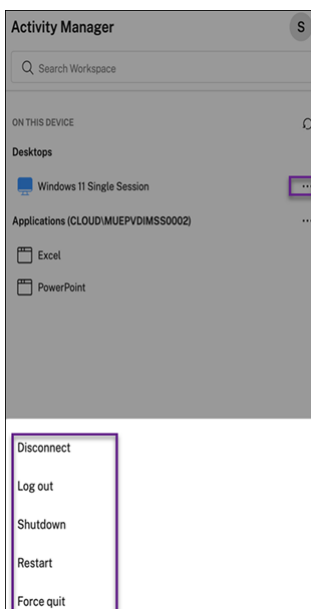 Activity Manager
S
Search Workspace
ON THIS DEVICE
Desktops
Windows 11 Single Session
...
Applications (CLOUD\MUEPVDIMSS0002)
...
Excel
PowerPoint
Disconnect
Log out
Shutdown
Restart
Force quit